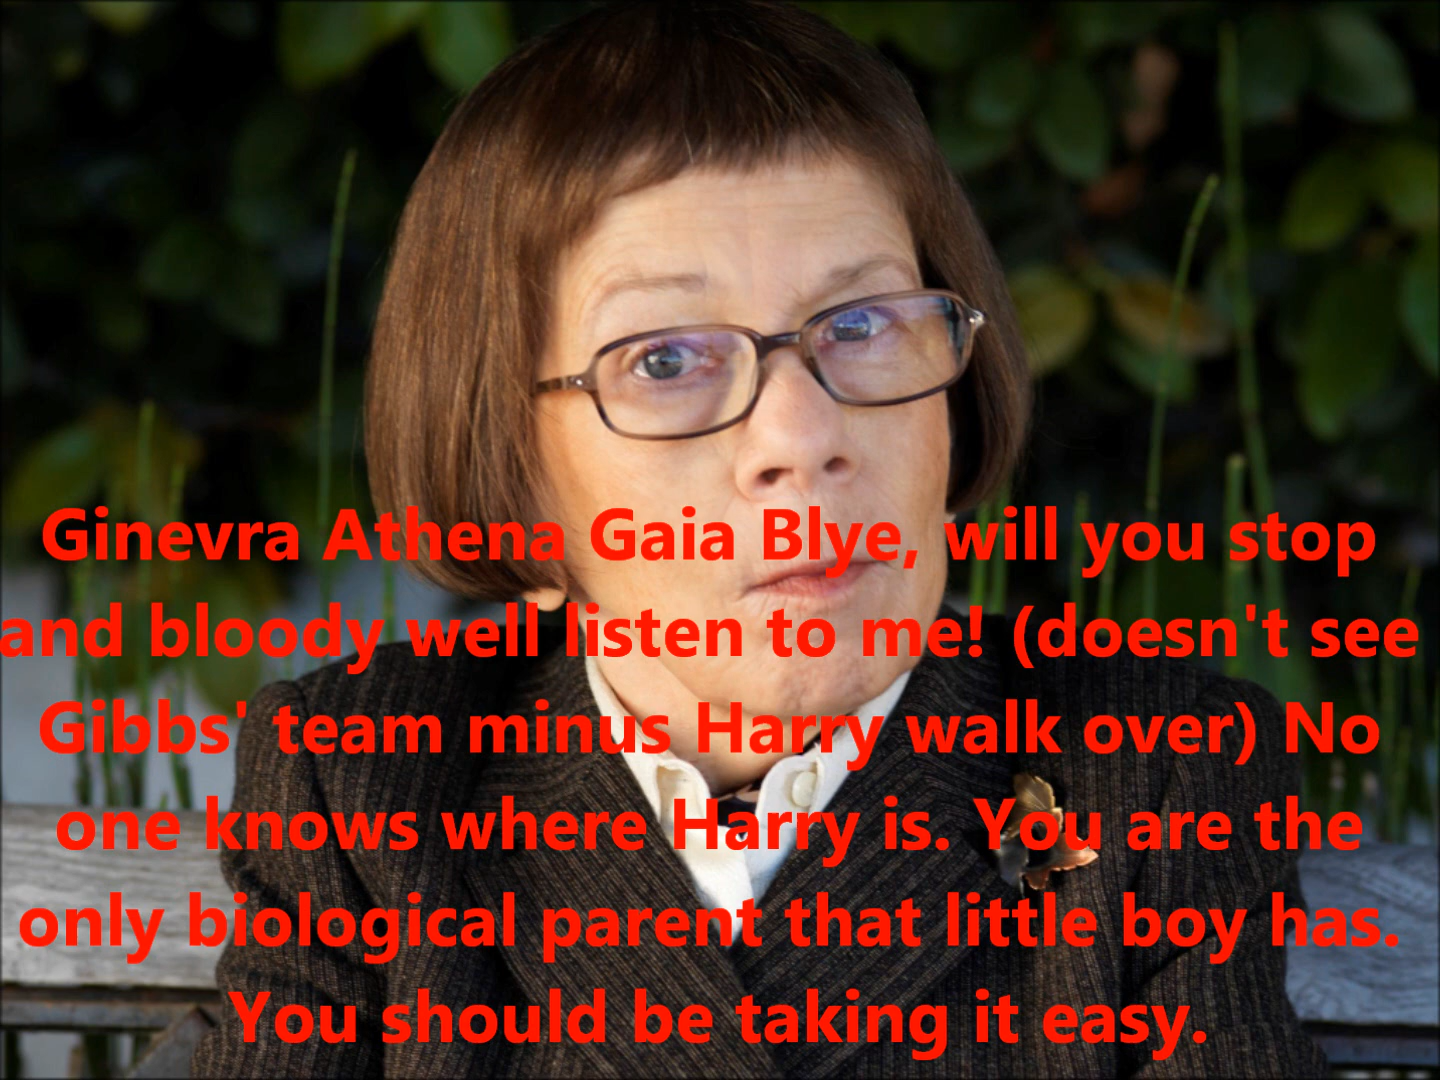 Ginevra Athena Gaia Blye, will you stop
and bloody well listen to me! (doesn't see
Gibbs' team minus Harry walk over) No
one knows where Harry is. You are the
only biological parent that little boy has.
You should be taking it easy.